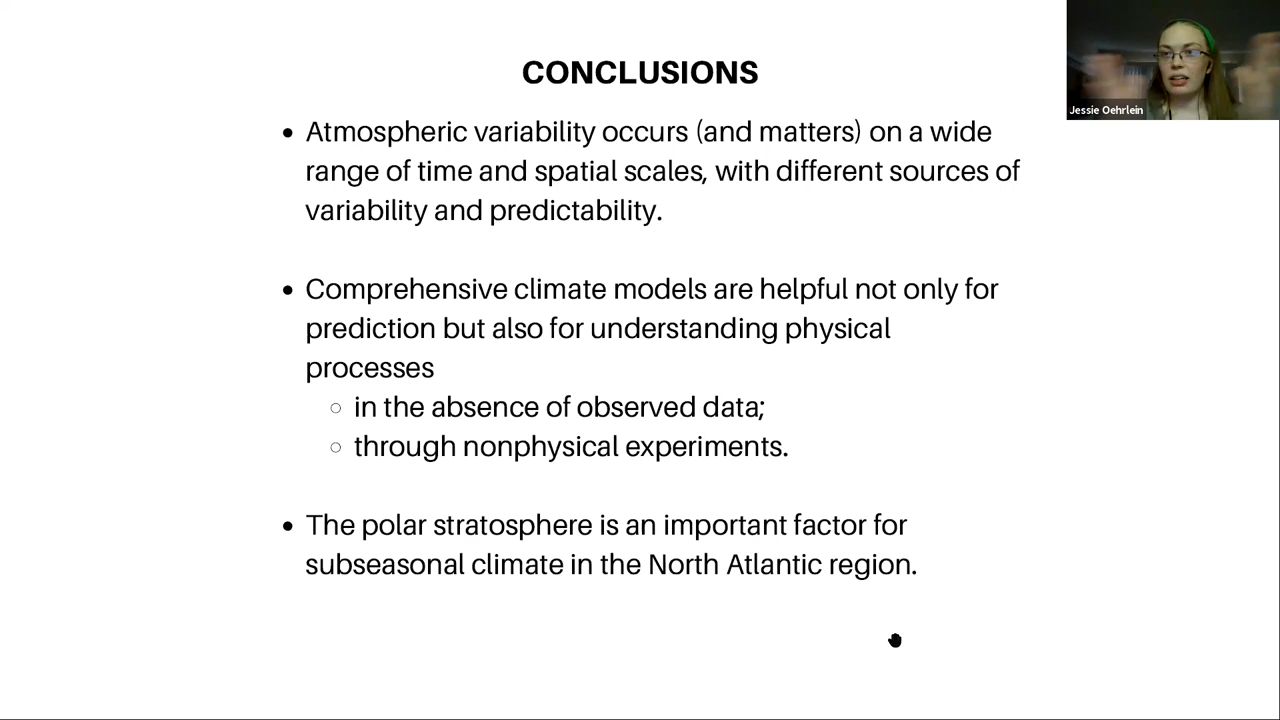 CONCLUSIONS
Jessie Oehrlein
• Atmospheric variability occurs (and matters) on a wide
range of time and spatial scales, with different sources of
variability and predictability.
• Comprehensive climate models are helpful not only for
prediction but also for understanding physical
processes
○ in the absence of observed data;
○ through nonphysical experiments.
• The polar stratosphere is an important factor for
subseasonal climate in the North Atlantic region.